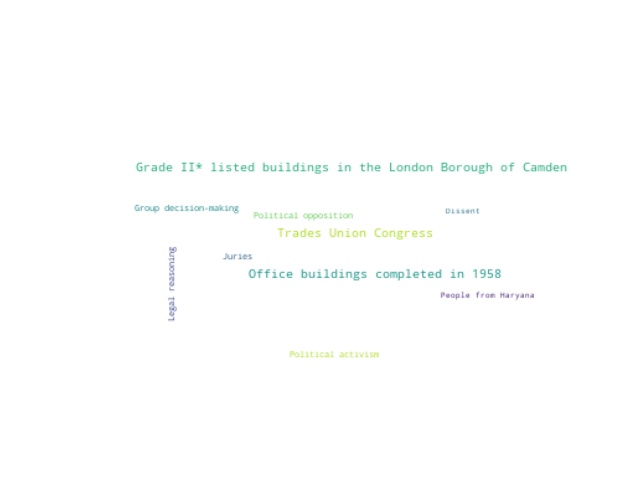 Grade II* listed buildings in the London Borough of Camden
Group decision-making
Political opposition
Dissent
Trades Union Congress
Legal reasoning
Juries
Office buildings completed in 1958
People from Haryana
Political activism